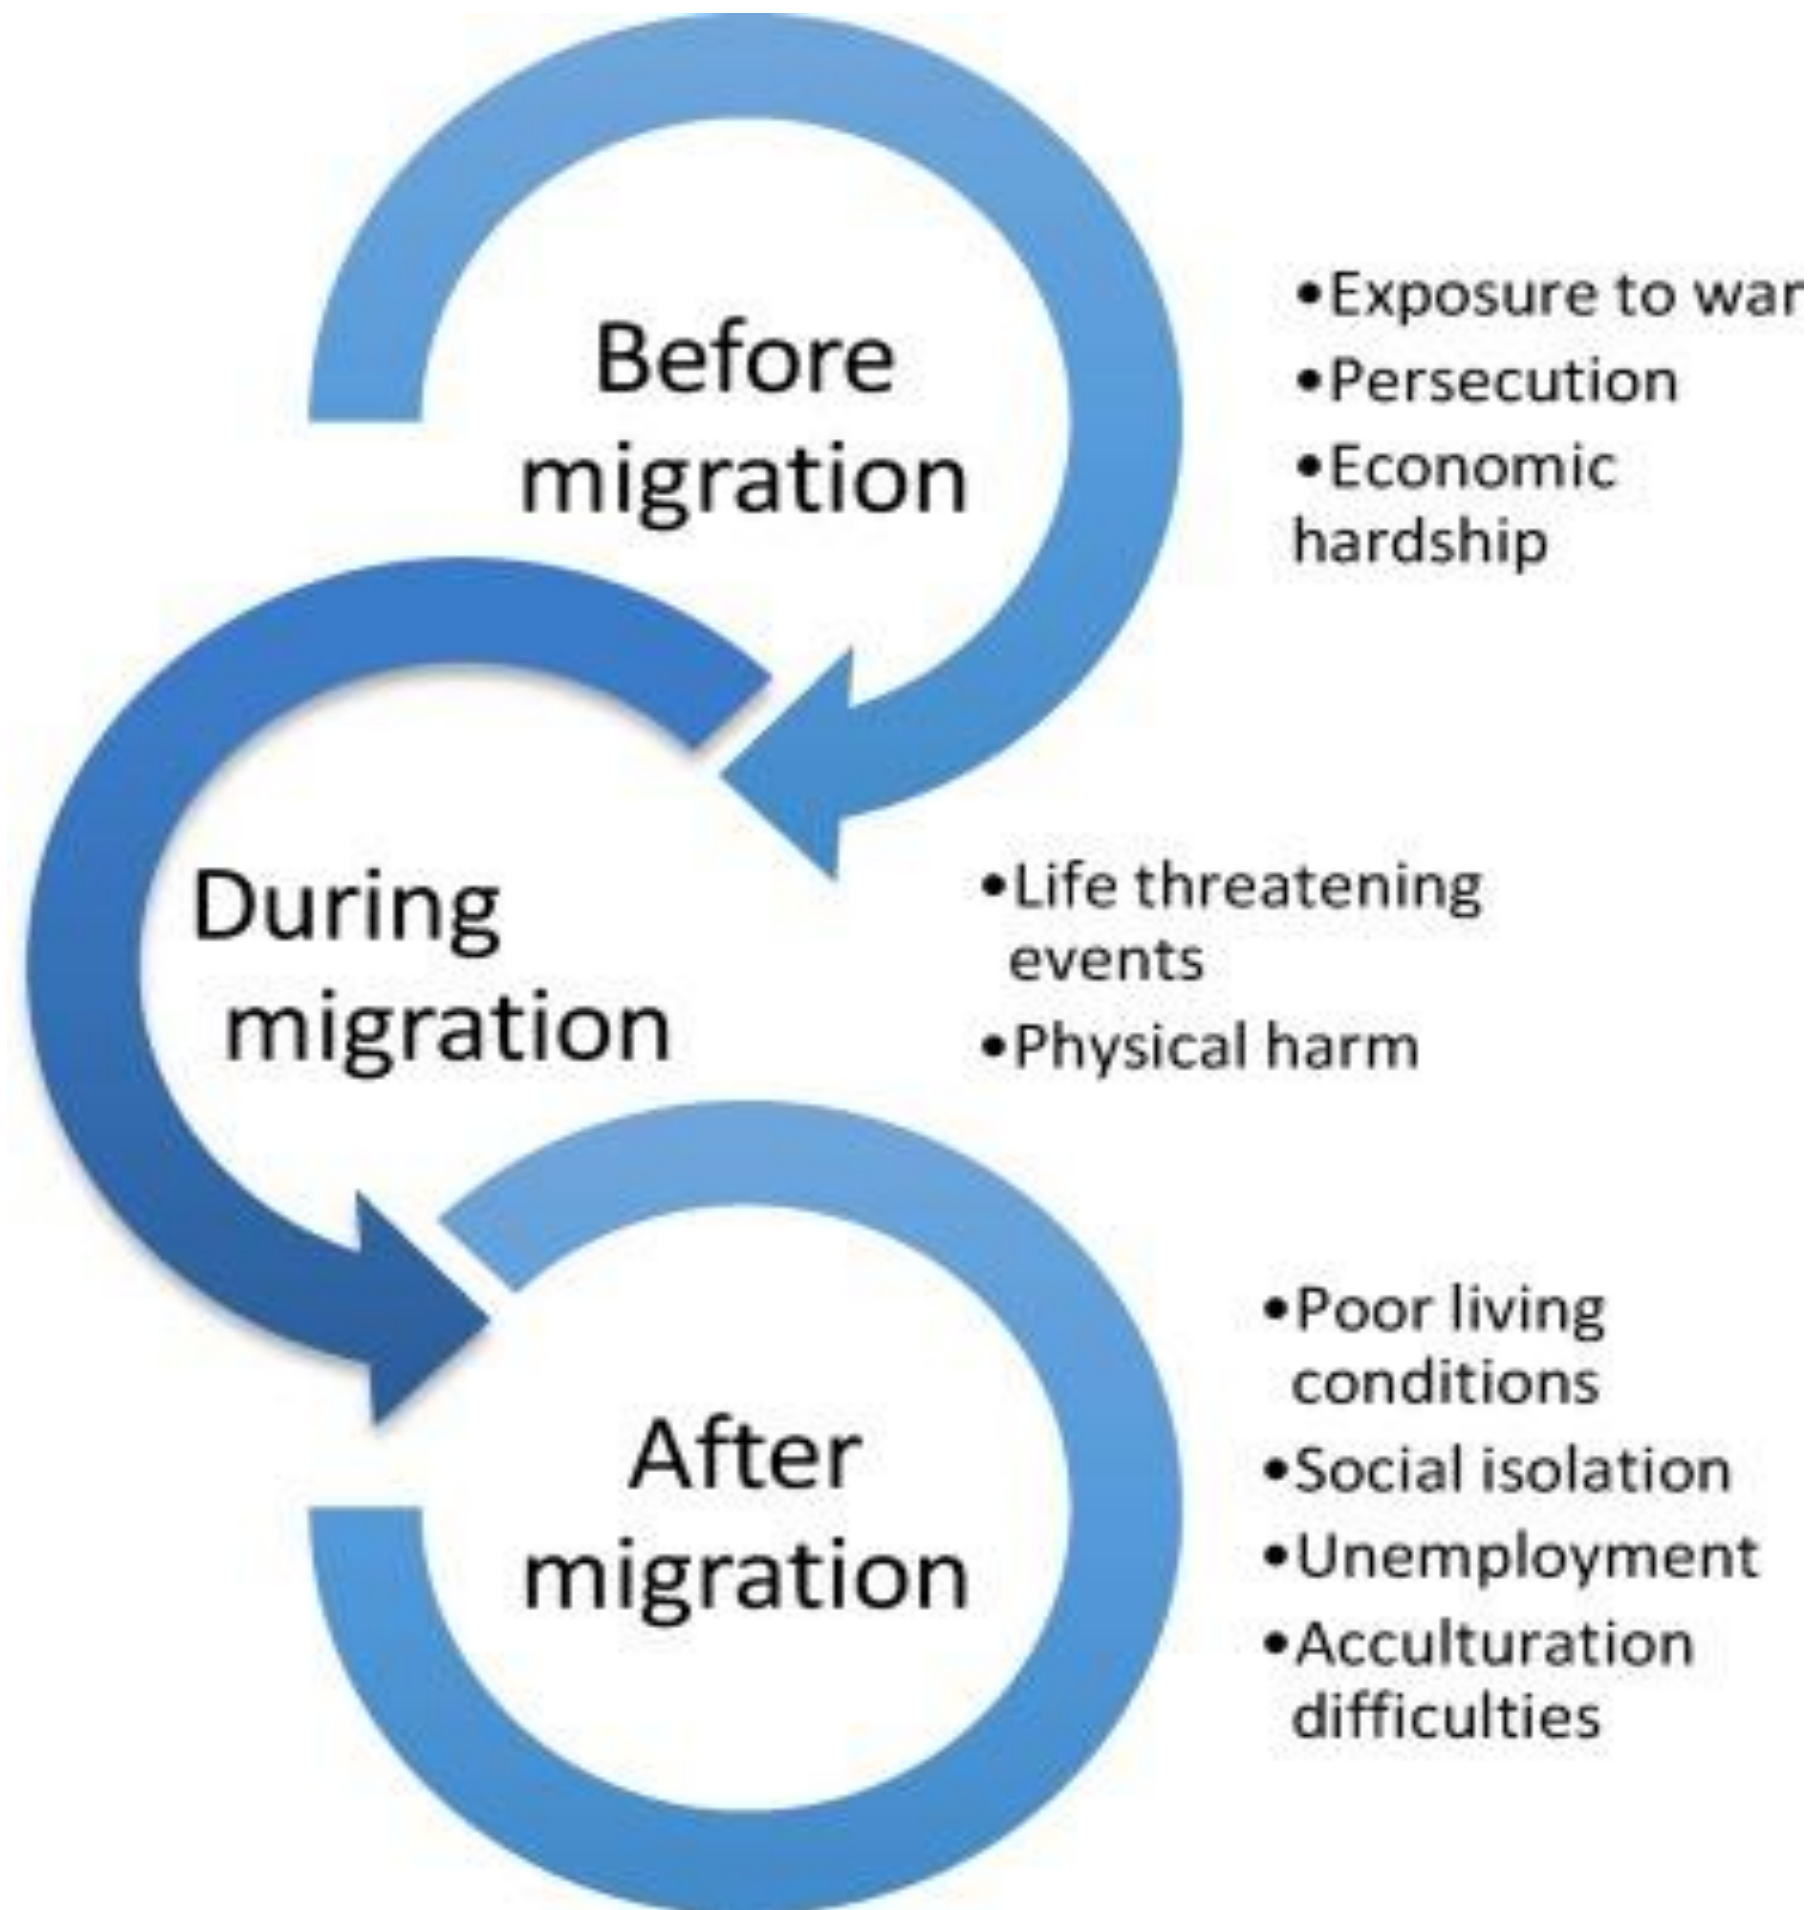 Before
migration
•Exposure to war
•Persecution
•Economic
hardship
During
migration
•Life threatening
events
•Physical harm
After
migration
•Poor living
conditions
•Social isolation
•Unemployment
•Acculturation
difficulties